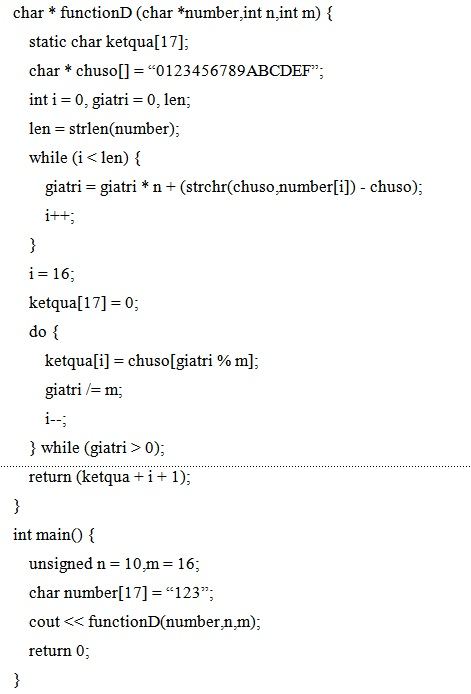 char * functionD (char *number,int n,int m) {
static char ketqua[17];
char * chuso[] = “0123456789ABCDEF”;
int i = 0, giatri = 0, len;
len = strlen(number);
while (i < len) {
giatri = giatri * n + (strchr(chuso,number[i]) - chuso);
i++;
}
i = 16;
ketqua[17] = 0;
do {
ketqua[i] = chuso[giatri % m];
giatri /= m;
i--;
} while (giatri > 0);
return (ketqua + i + 1);
}
int main() {
unsigned n = 10,m = 16;
char number[17] = “123”;
cout << functionD(number,n,m);
return 0;
}